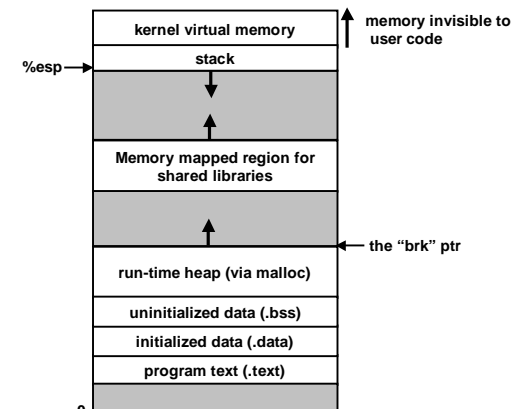 kernel virtual memory
memory invisible to
user code
stack
%esp
Memory mapped region for
shared libraries
the “brk” ptr
run-time heap (via malloc)
uninitialized data (.bss)
initialized data (.data)
program text (.text)
0